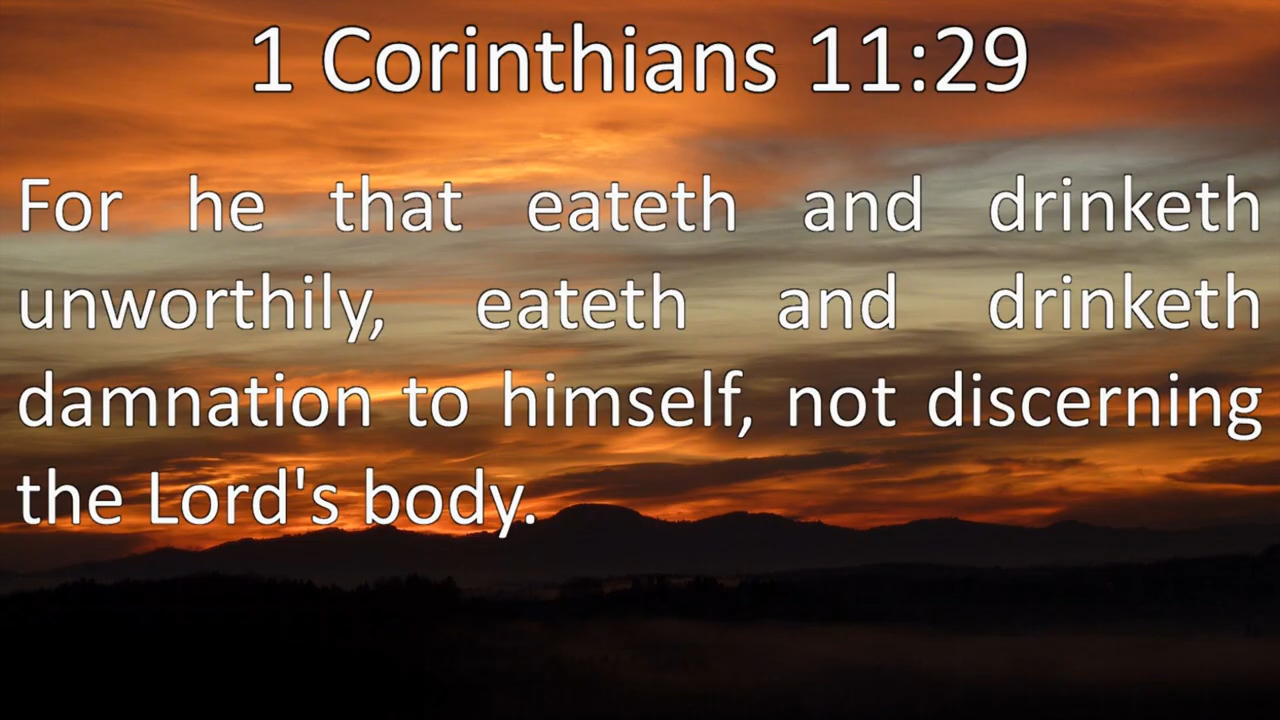 1 Corinthians 11:29
For he that eateth and drinketh
unworthily, eateth and drinketh
damnation to himself, not discerning
the Lord's body.